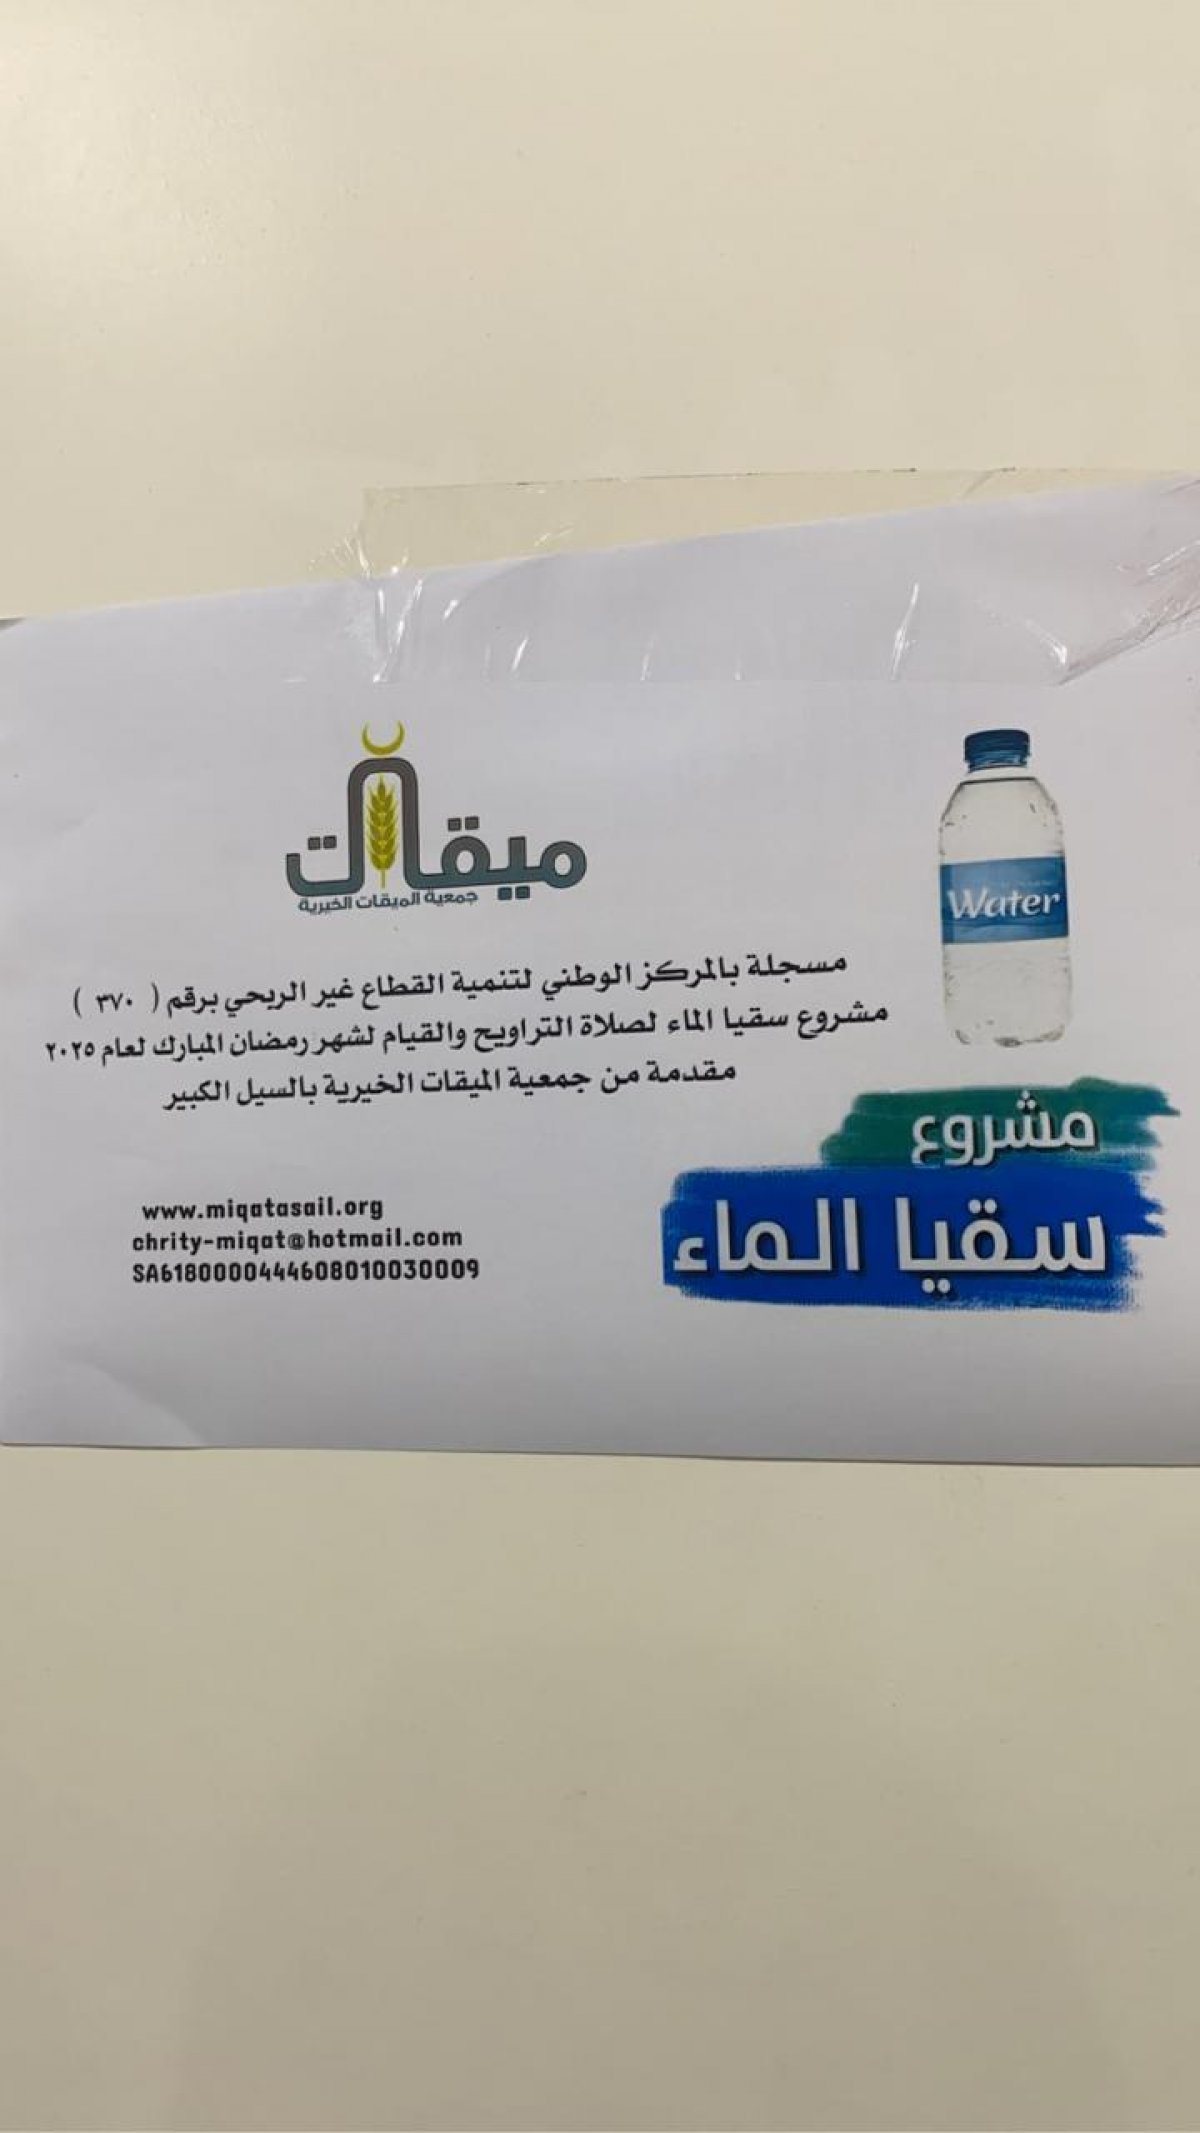 ميقات
جمعية الميقات الخيرية
Water
مسجلة بالمركز الوطني لتنمية القطاع غير الربحي برقم ( ٣٧٠ )
مشروع سقيا الماء لصلاة التراويح والقيام لشهر رمضان المبارك لعام ٢٠٢٥
مقدمة من جمعية الميقات الخيرية بالسيل الكبير
مشروع
سقيا الماء
www.miqatasail.org
chrity-miqat@hotmail.com
SA6180000444608010030009